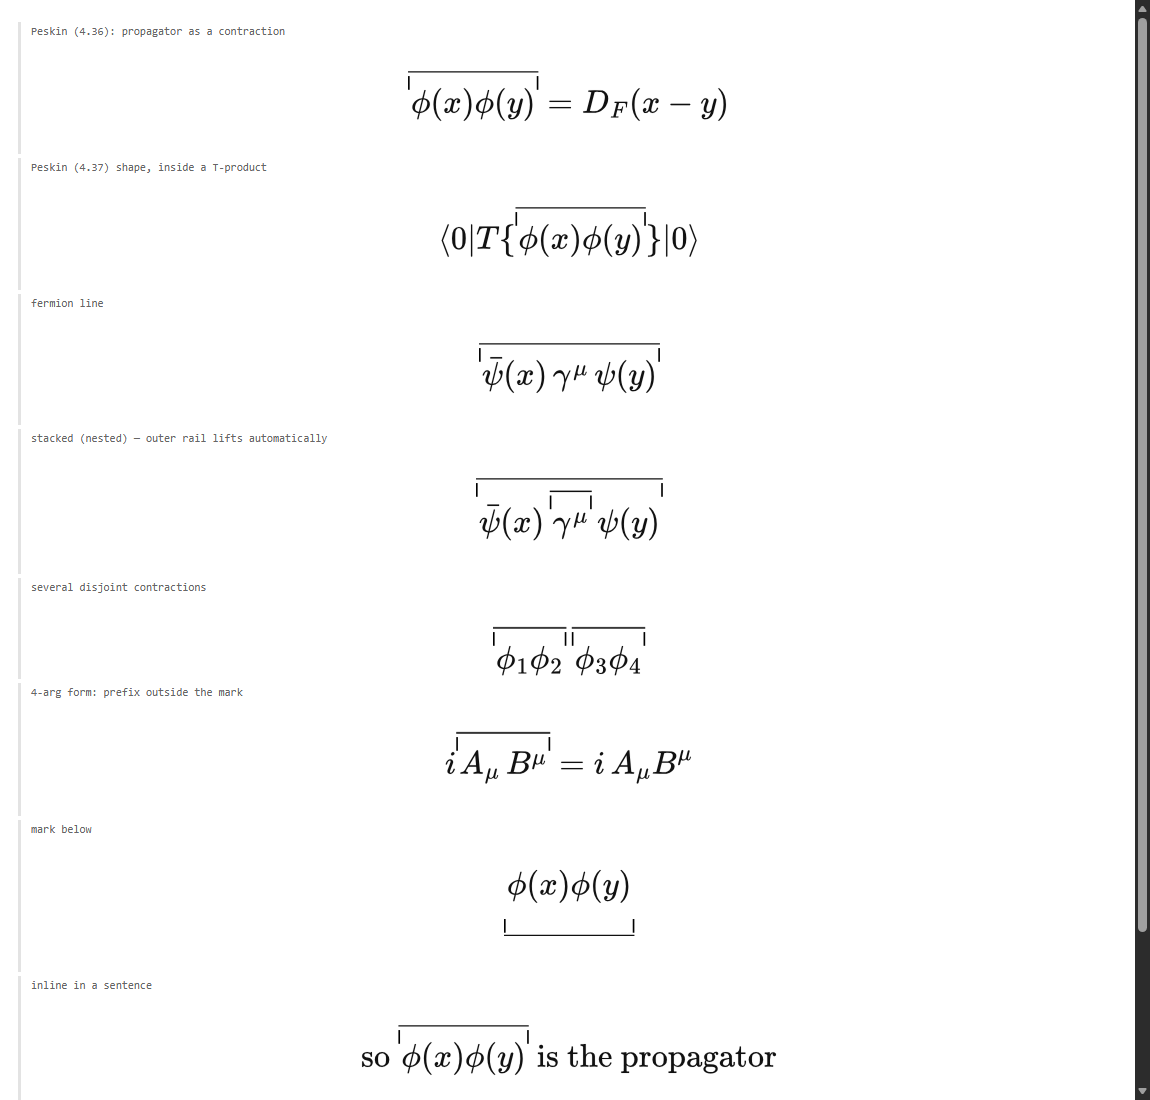 Peskin (4.36): propagator as a contraction
ϕ(x)ϕ(y) = D_F(x − y)
Peskin (4.37) shape, inside a T-product
⟨0|T{ϕ(x)ϕ(y)}|0⟩
fermion line
ψ̄(x) γ^μ ψ(y)
stacked (nested) — outer rail lifts automatically
ψ̄(x) γ^μ ψ(y)
several disjoint contractions
ϕ₁ϕ₂ ϕ₃ϕ₄
4-arg form: prefix outside the mark
i A_μ B^μ = i A_μ B^μ
mark below
ϕ(x)ϕ(y)
inline in a sentence
so ϕ(x)ϕ(y) is the propagator